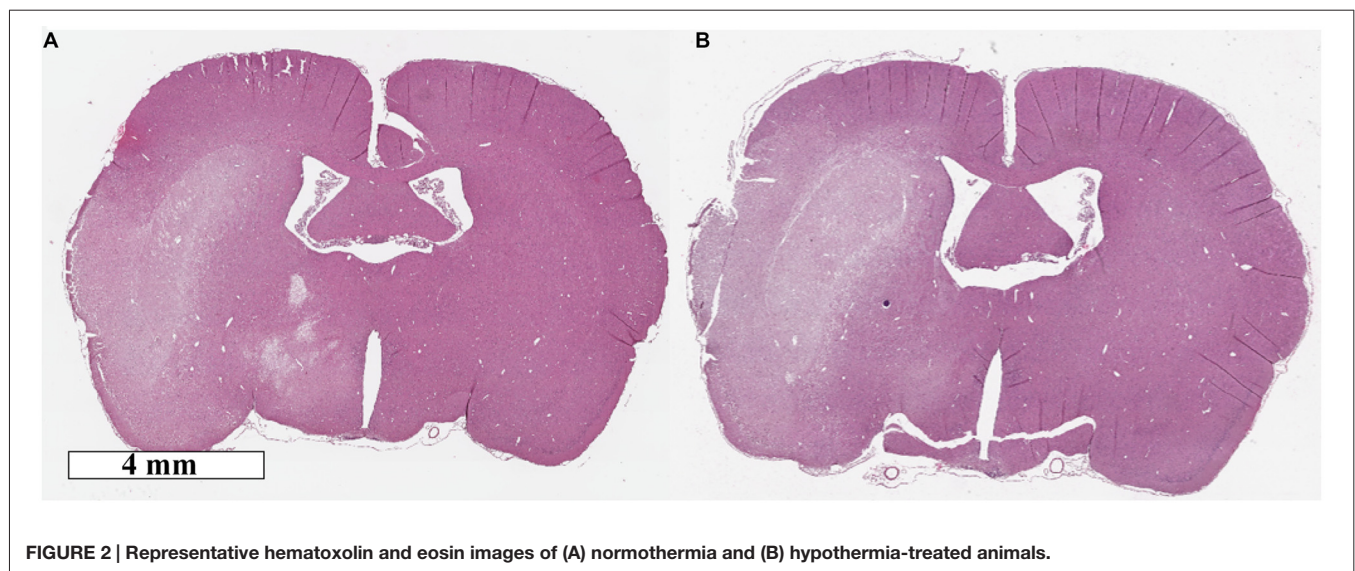 A
B
4 mm
FIGURE 2 | Representative hematoxolin and eosin images of (A) normothermia and (B) hypothermia-treated animals.